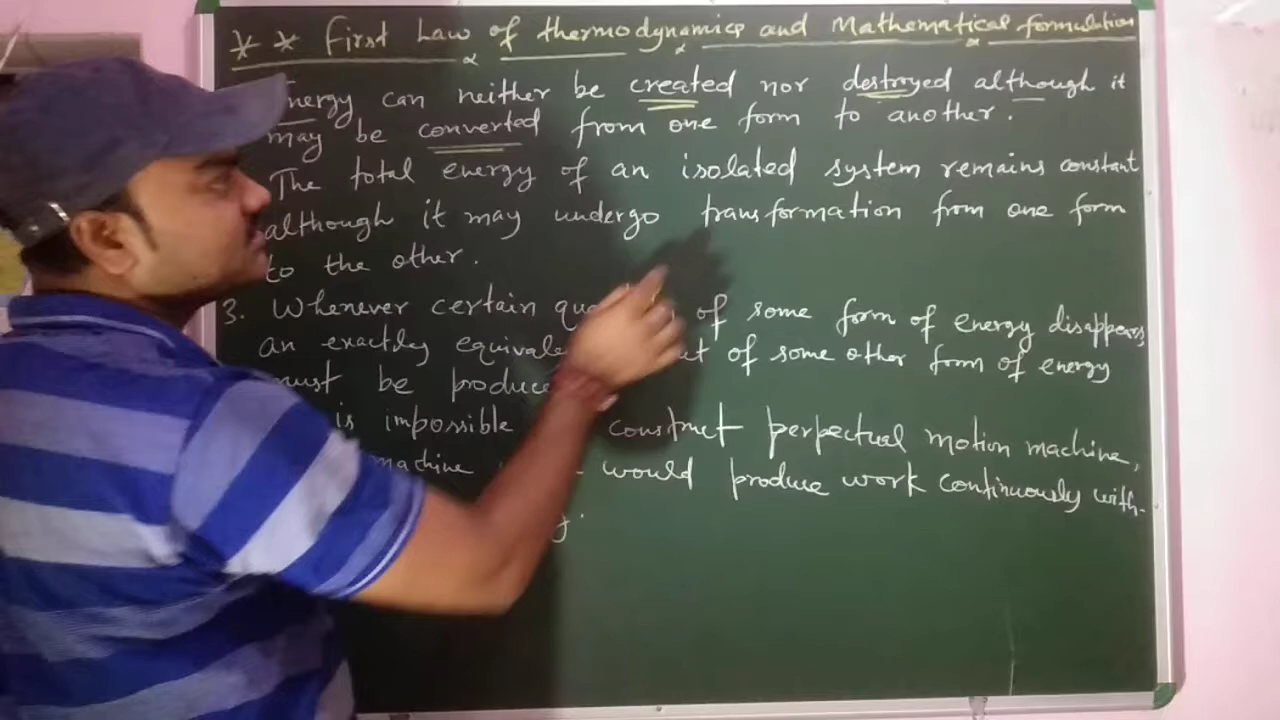 ** First Law of thermodynamics and Mathematical formulation
Energy can neither be created nor destroyed although it
may be converted from one form to another.
The total energy of an isolated system remains constant
although it may undergo transformation from one form
to the other.
3. Whenever certain of some form of energy disappears
an exactly of some other form of energy
must be
is impossible construct perpectual motion machine,
machine would produce work continuously with-